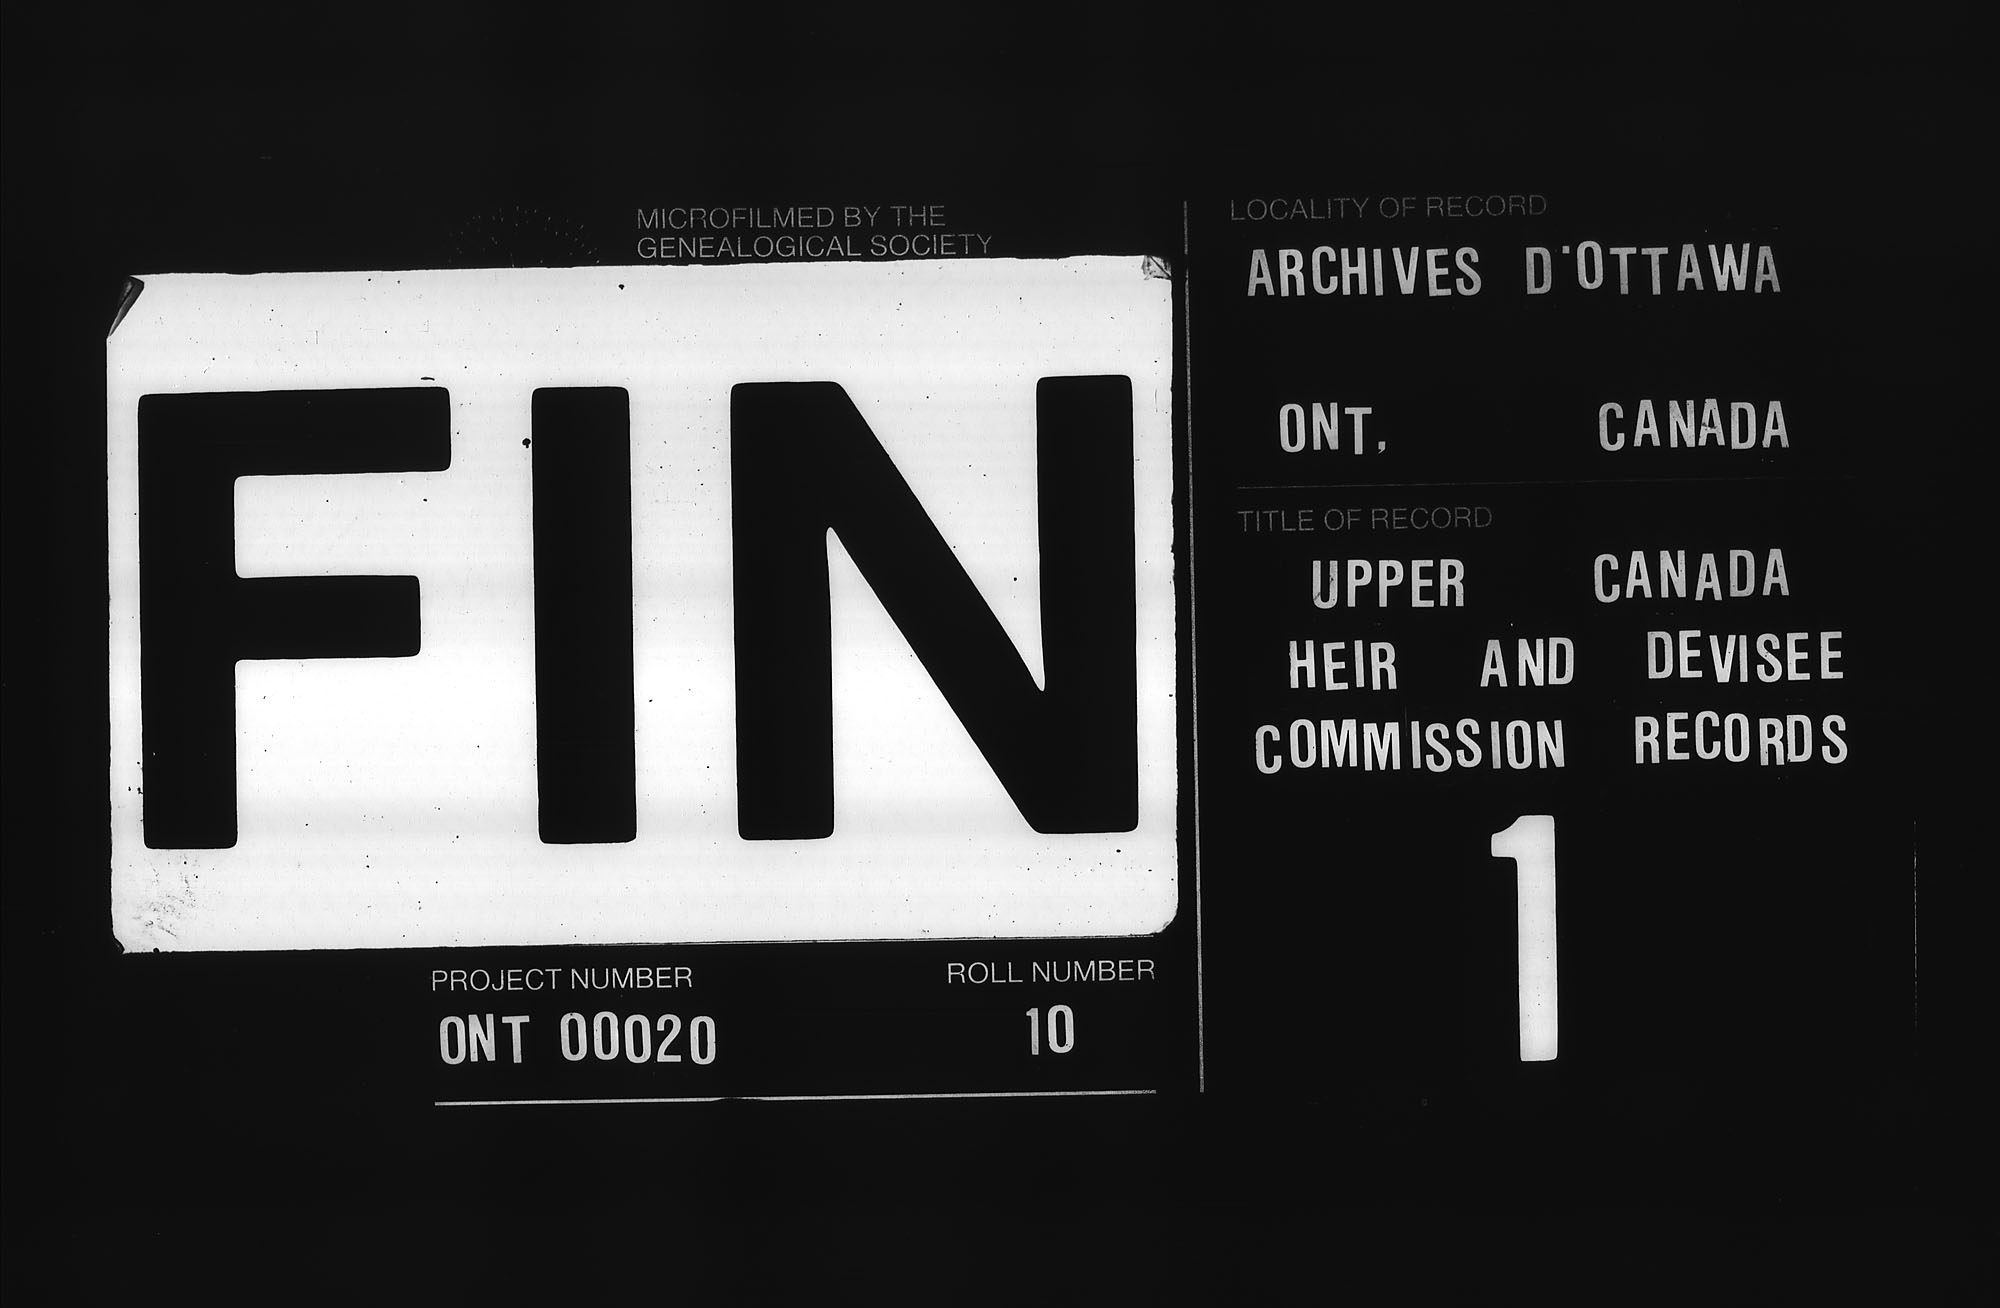 MICROFILMED BY THE
GENEALOGICAL SOCIETY
FIN
PROJECT NUMBER
ONT 00020
ROLL NUMBER
10
LOCALITY OF RECORD
ARCHIVES D'OTTAWA
ONT, CANADA
TITLE OF RECORD
UPPER CANADA
HEIR AND DEVISEE
COMMISSION RECORDS
1